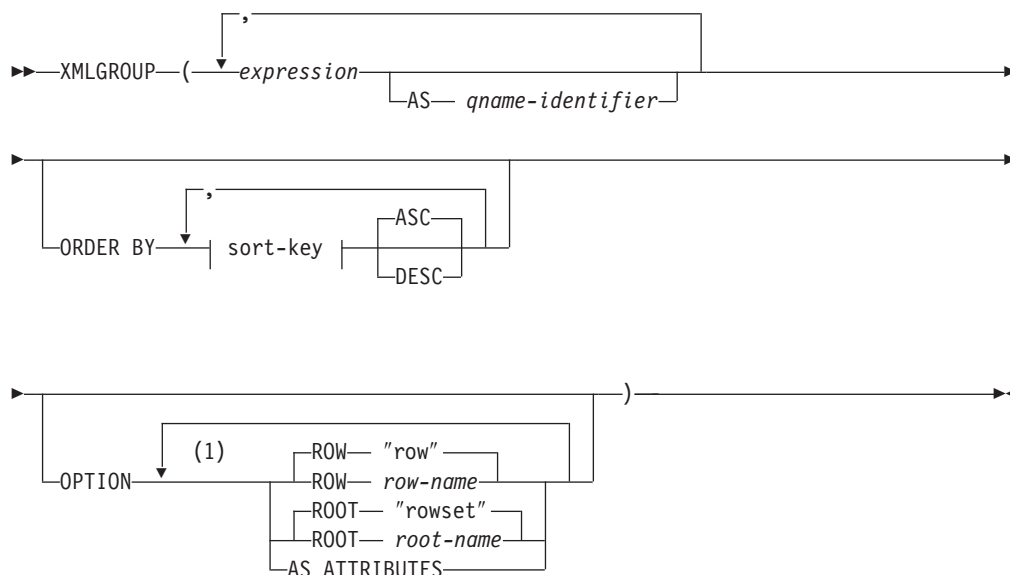 ,
XMLGROUP ( expression
AS qname-identifier
,
ASC
ORDER BY sort-key
DESC
)
(1) ROW "row"
OPTION ROW row-name
ROOT "rowset"
ROOT root-name
AS ATTRIBUTES